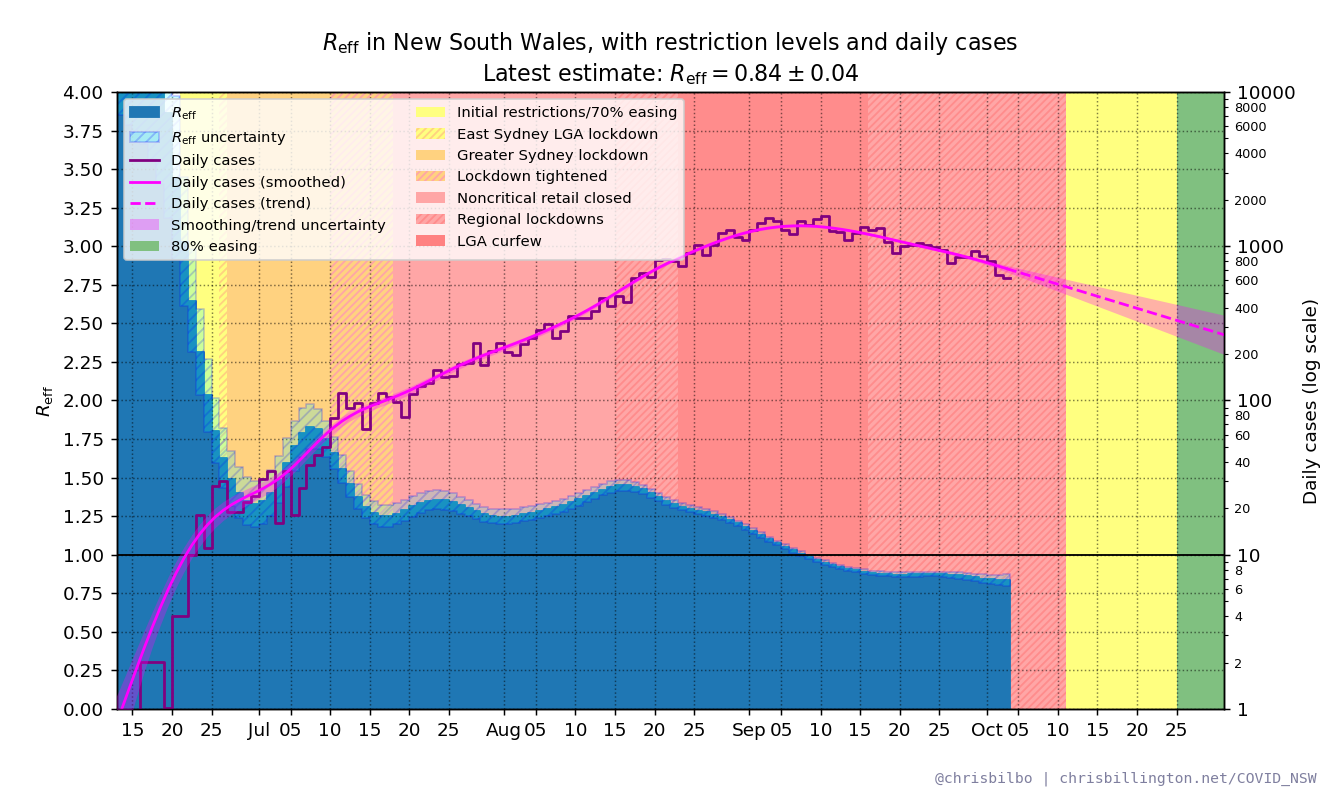 R_eff in New South Wales, with restriction levels and daily cases
Latest estimate: R_eff = 0.84 ± 0.04
R_eff
R_eff uncertainty
Daily cases
Daily cases (smoothed)
Daily cases (trend)
Smoothing/trend uncertainty
80% easing
Initial restrictions/70% easing
East Sydney LGA lockdown
Greater Sydney lockdown
Lockdown tightened
Noncritical retail closed
Regional lockdowns
LGA curfew
R_eff
4.00
3.75
3.50
3.25
3.00
2.75
2.50
2.25
2.00
1.75
1.50
1.25
1.00
0.75
0.50
0.25
0.00
10000
8000
6000
4000
2000
1000
800
600
400
200
100
80
60
40
20
10
8
6
4
2
1
Daily cases (log scale)
15 20 25 Jul 05 10 15 20 25 Aug 05 10 15 20 25 Sep 05 10 15 20 25 Oct 05 10 15 20 25
@chrisbilbo | chrisbillington.net/COVID_NSW